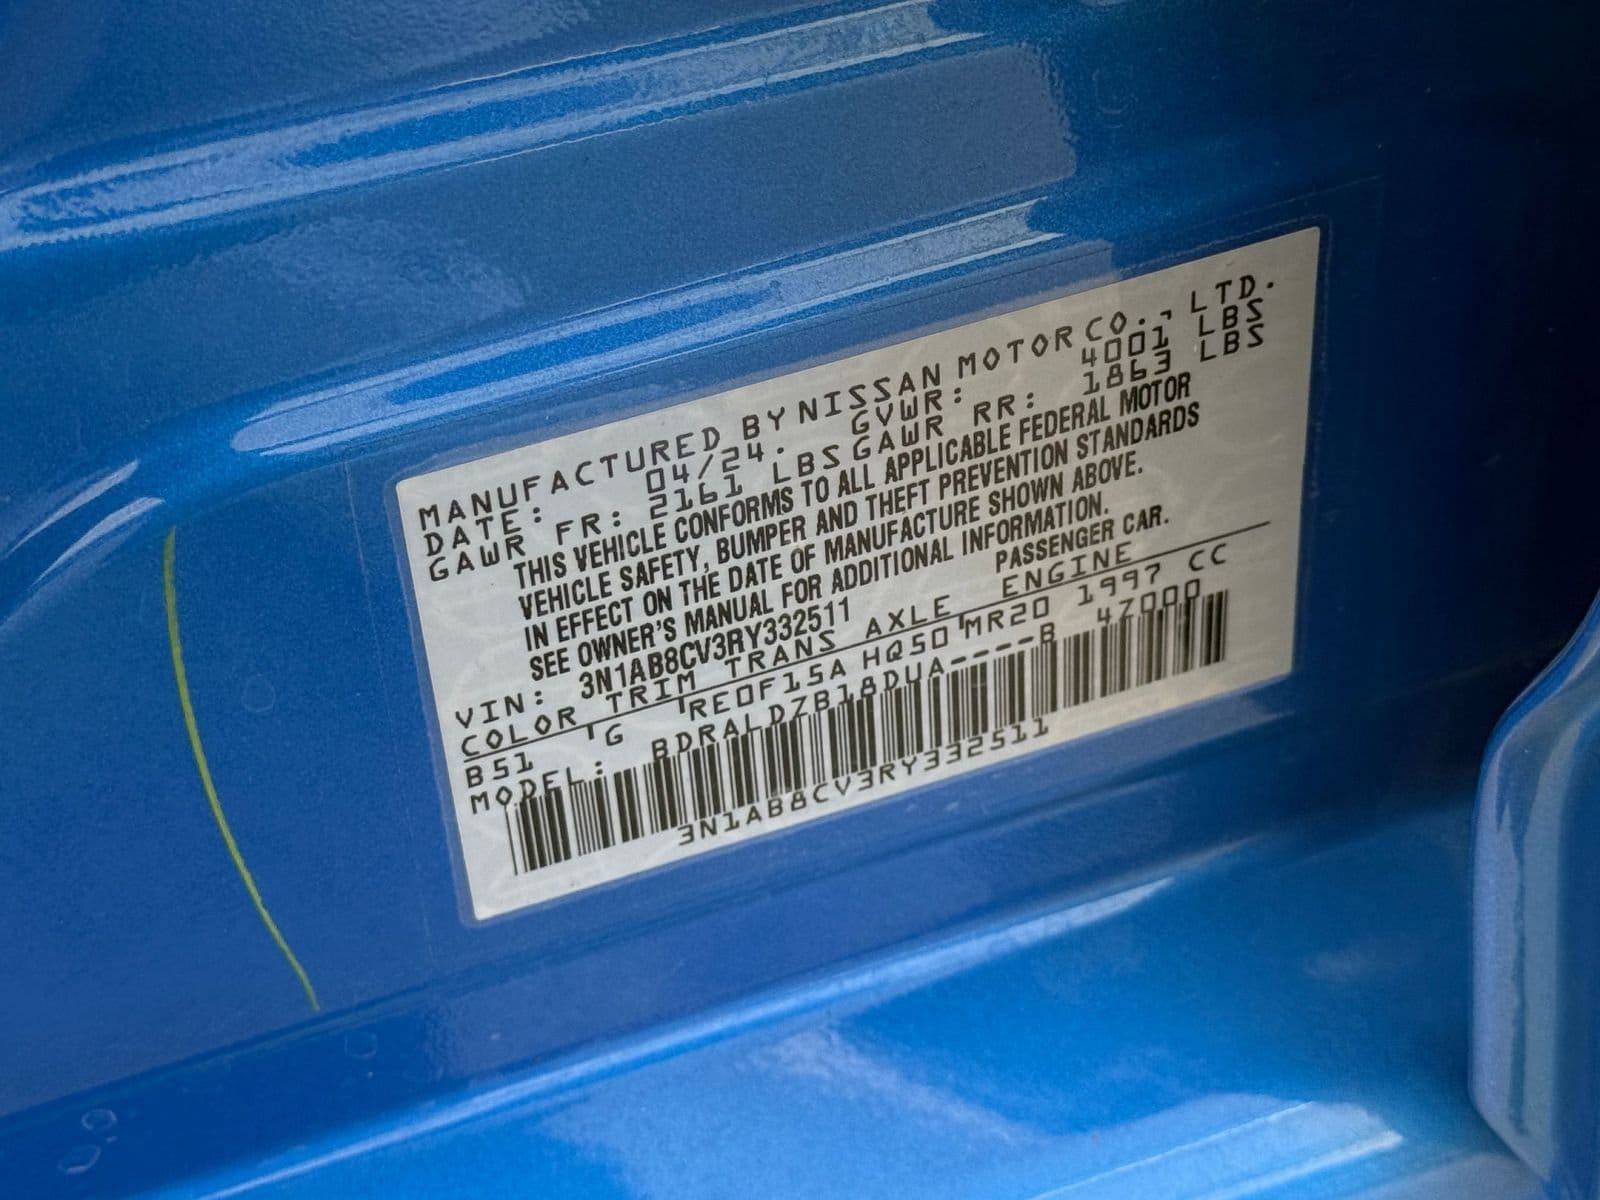 MANUFACTURED BY NISSAN MOTOR CO., LTD.
DATE: 04/24. GVWR: 4001 LBS
GAWR FR: 2161 LBS GAWR RR: 1863 LBS
THIS VEHICLE CONFORMS TO ALL APPLICABLE FEDERAL MOTOR
VEHICLE SAFETY, BUMPER AND THEFT PREVENTION STANDARDS
IN EFFECT ON THE DATE OF MANUFACTURE SHOWN ABOVE.
SEE OWNER'S MANUAL FOR ADDITIONAL INFORMATION.
VIN: 3N1AB8CV3RY332511 PASSENGER CAR.
COLOR TRIM TRANS AXLE ENGINE
B51 G RE0F15A HQ50 MR20 1997 CC
MODEL: BDRALDZB18DUA----B 47000
3N1AB8CV3RY332511